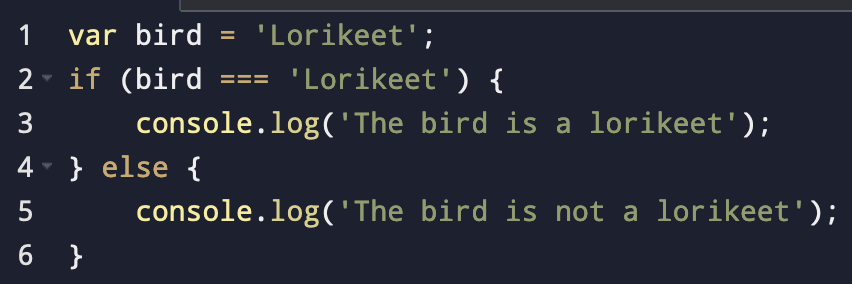 1 var bird = 'Lorikeet';
2 if (bird === 'Lorikeet') {
3     console.log('The bird is a lorikeet');
4 } else {
5     console.log('The bird is not a lorikeet');
6 }